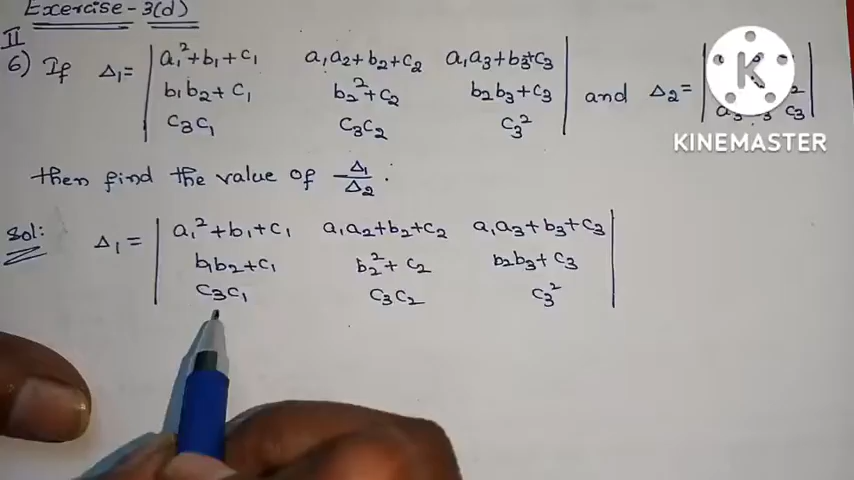 Exercise - 3(d)
II
6) If Δ₁ = | a₁²+b₁+c₁ a₁a₂+b₂+c₂ a₁a₃+b₃+c₃ |
b₁b₂+c₁ b₂²+c₂ b₂b₃+c₃ and Δ₂ =
c₃c₁ c₃c₂ c₃² a₃ c₃
K
KINEMASTER
then find the value of Δ₁/Δ₂.
Sol: Δ₁ = | a₁²+b₁+c₁ a₁a₂+b₂+c₂ a₁a₃+b₃+c₃ |
b₁b₂+c₁ b₂²+c₂ b₂b₃+c₃
c₃c₁ c₃c₂ c₃²